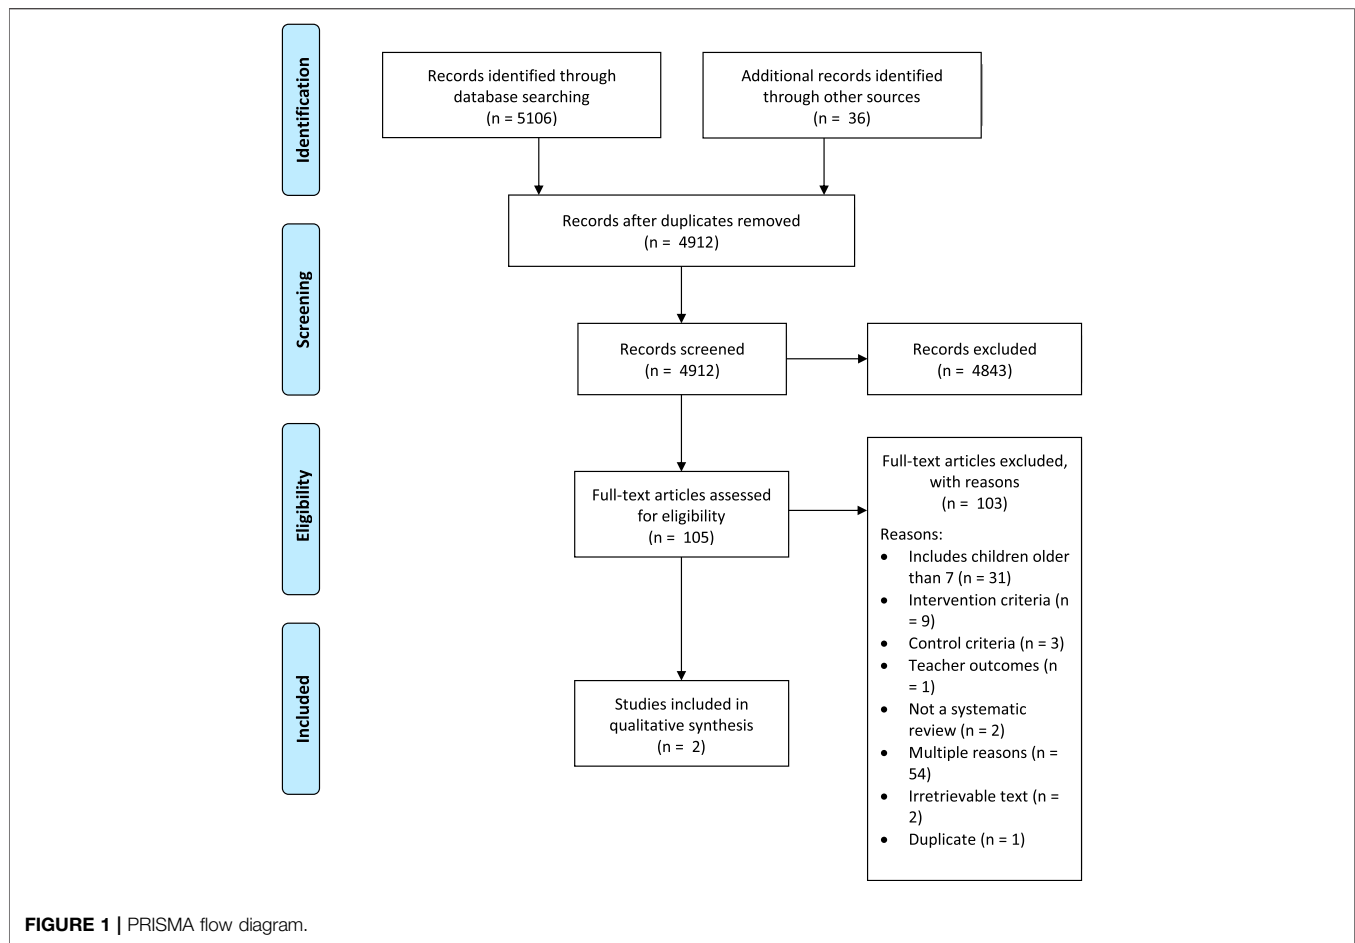 Identification
Records identified through
database searching
(n = 5106)
Additional records identified
through other sources
(n = 36)
Records after duplicates removed
(n = 4912)
Screening
Records screened
(n = 4912)
Records excluded
(n = 4843)
Eligibility
Full-text articles assessed
for eligibility
(n = 105)
Full-text articles excluded,
with reasons
(n = 103)
Reasons:
• Includes children older
than 7 (n = 31)
• Intervention criteria (n
= 9)
• Control criteria (n = 3)
• Teacher outcomes (n
= 1)
• Not a systematic
review (n = 2)
• Multiple reasons (n =
54)
• Irretrievable text (n =
2)
• Duplicate (n = 1)
Included
Studies included in
qualitative synthesis
(n = 2)
FIGURE 1 | PRISMA flow diagram.